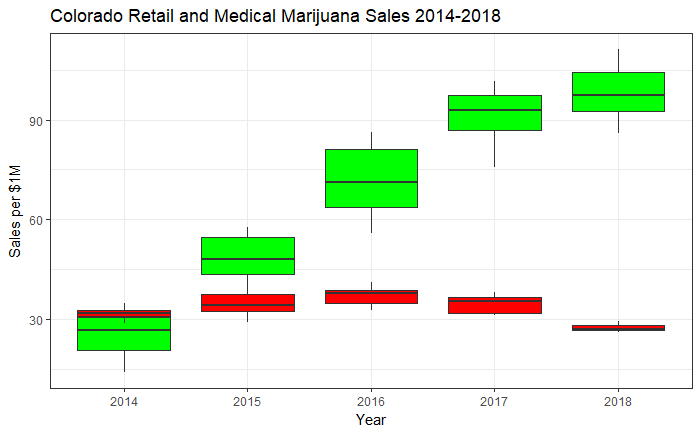 Colorado Retail and Medical Marijuana Sales 2014-2018
Sales per $1M
90
60
30
2014 2015 2016 2017 2018
Year